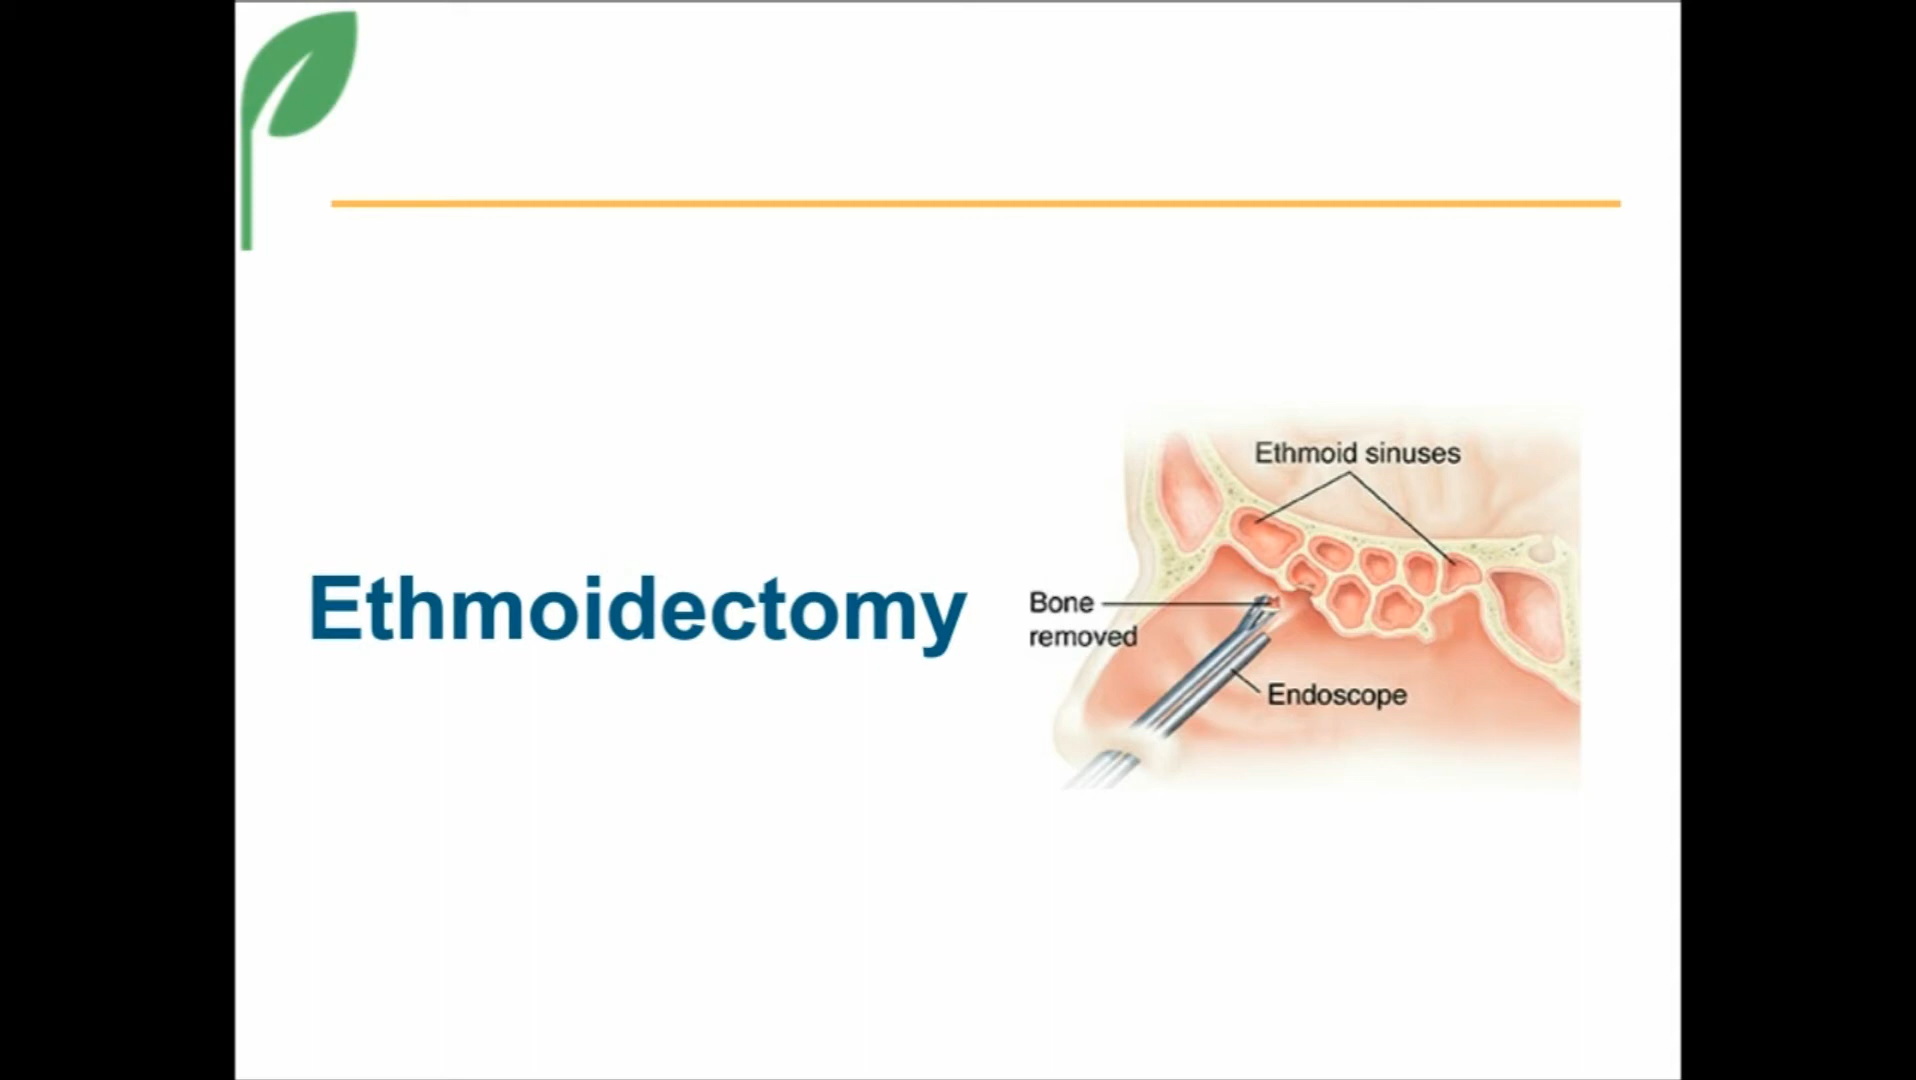 Ethmoidectomy
Ethmoid sinuses
Bone
removed
Endoscope